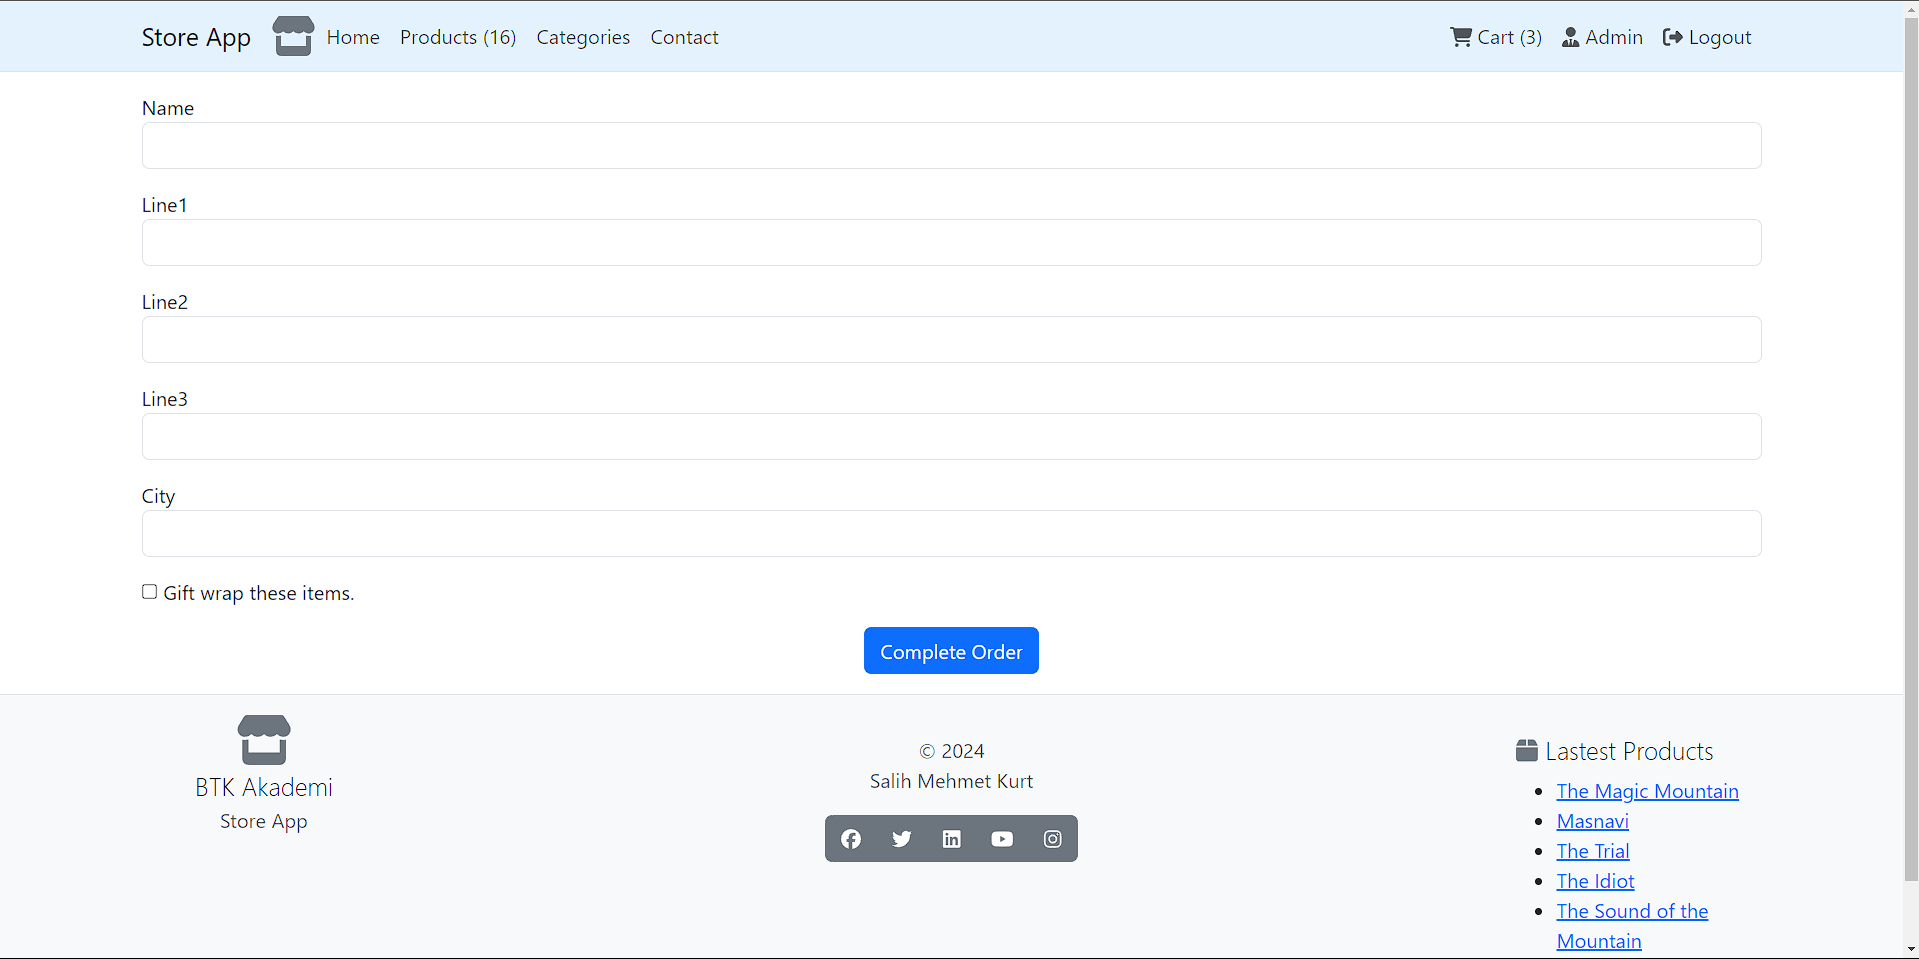 Store App
Home
Products (16)
Categories
Contact
Cart (3)
Admin
Logout
Name
Line1
Line2
Line3
City
Gift wrap these items.
Complete Order
BTK Akademi
Store App
© 2024
Salih Mehmet Kurt
Lastest Products
The Magic Mountain
Masnavi
The Trial
The Idiot
The Sound of the
Mountain